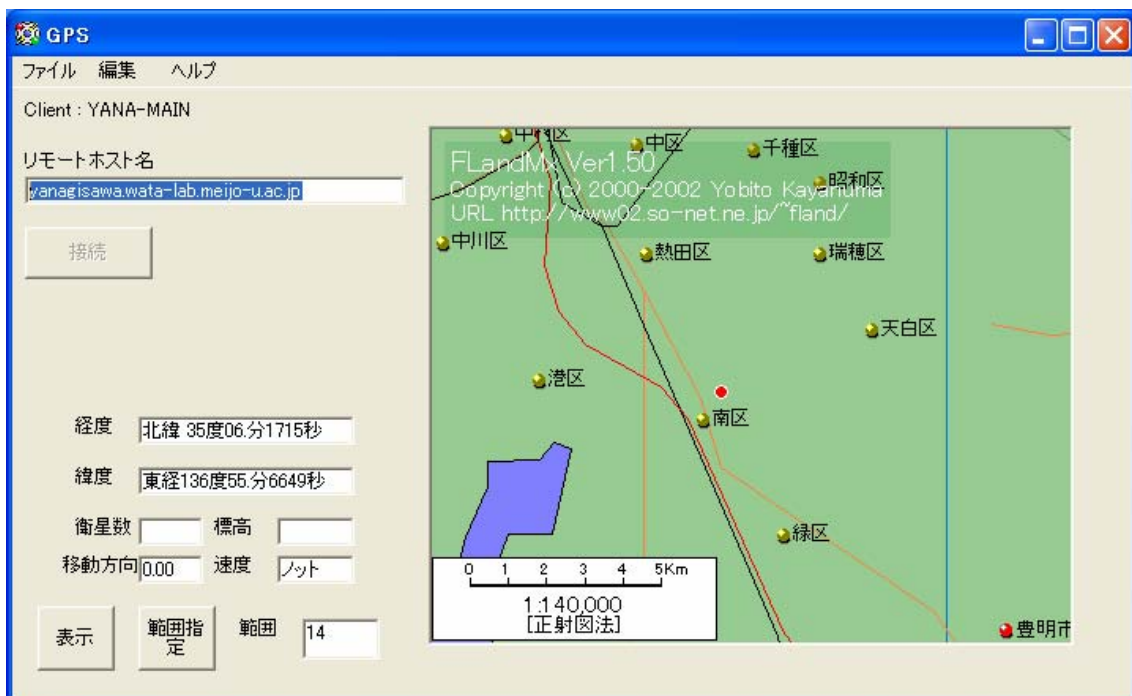 GPS
ファイル 編集 ヘルプ
Client : YANA-MAIN
リモートホスト名
yanagisawa.wata-lab.meijo-u.ac.jp
接続
経度 北緯 35度06.分1715秒
緯度 東経136度55.分6649秒
衛星数 標高
移動方向 0.00 速度 ノット
表示 範囲指定 範囲 14
中区 千種区
FLandMx Ver1.50
Copyright (c) 2000-2002 Yobito Kayanuma
URL http://www02.so-net.ne.jp/~fland/
昭和区
中川区 熱田区 瑞穂区
天白区
港区
南区
緑区
0 1 2 3 4 5Km
1:140,000
[正射図法]
豊明市